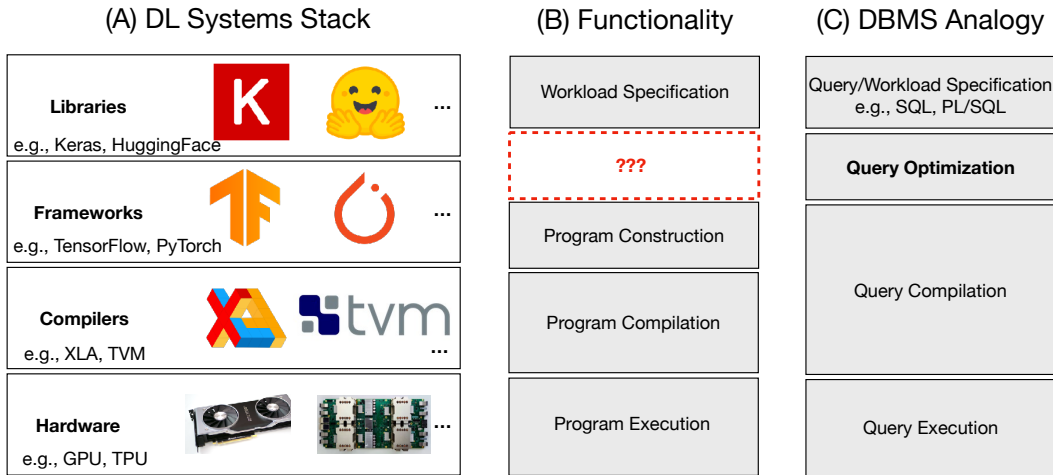 (A) DL Systems Stack
Libraries
K
...
e.g., Keras, HuggingFace
Frameworks
...
e.g., TensorFlow, PyTorch
Compilers
tvm
...
e.g., XLA, TVM
Hardware
...
e.g., GPU, TPU
(B) Functionality
Workload Specification
???
Program Construction
Program Compilation
Program Execution
(C) DBMS Analogy
Query/Workload Specification
e.g., SQL, PL/SQL
Query Optimization
Query Compilation
Query Execution